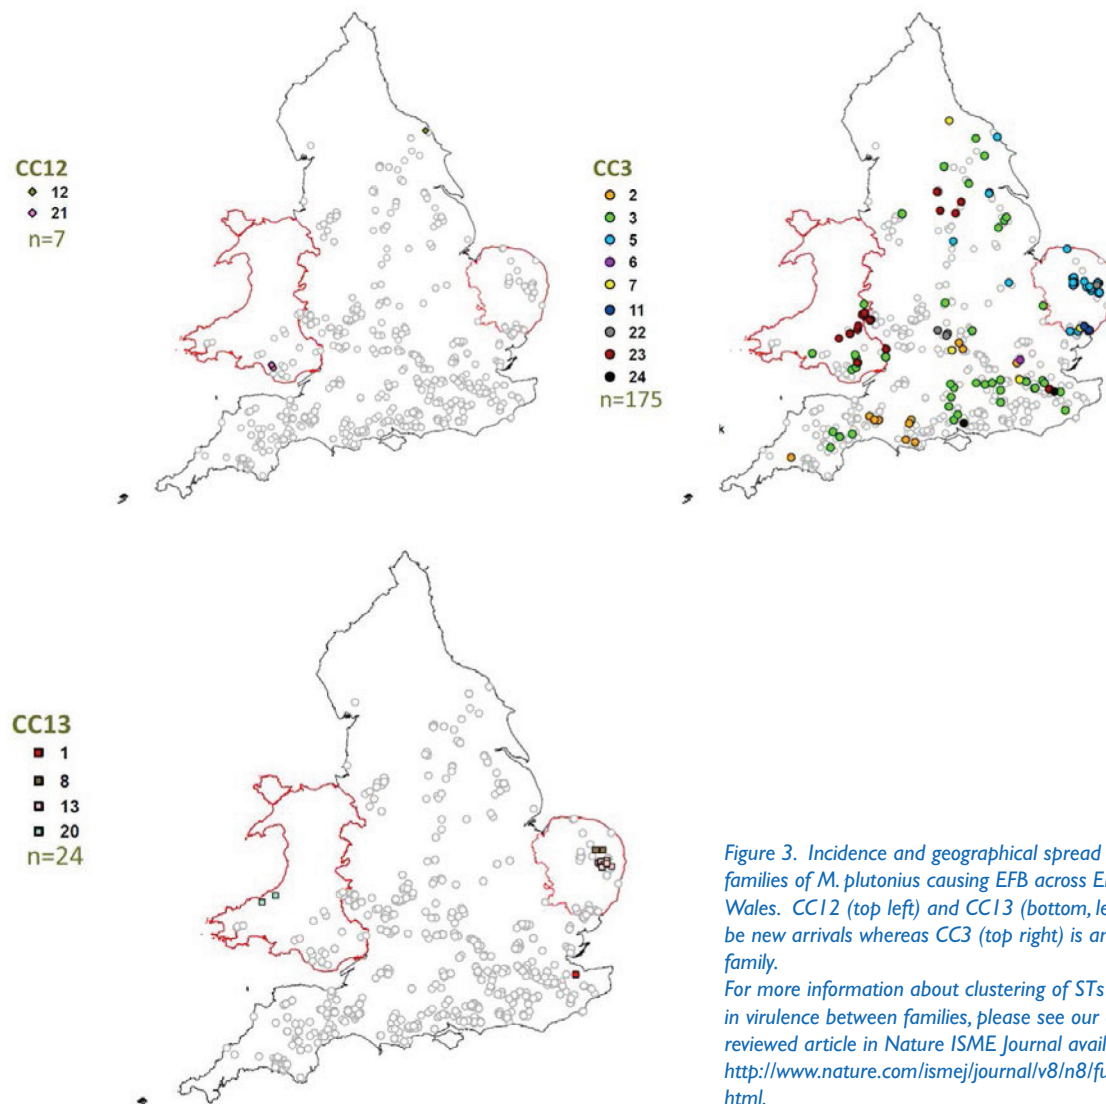 CC12
12
21
n=7
CC3
2
3
5
6
7
11
22
23
24
n=175
k
CC13
1
8
13
20
n=24
Figure 3. Incidence and geographical spread
families of M. plutonius causing EFB across
Wales. CC12 (top left) and CC13 (bottom,
be new arrivals whereas CC3 (top right) is
family.
For more information about clustering of STs
in virulence between families, please see our
reviewed article in Nature ISME Journal
http://www.nature.com/ismej/journal/v8/n8/fu
html.